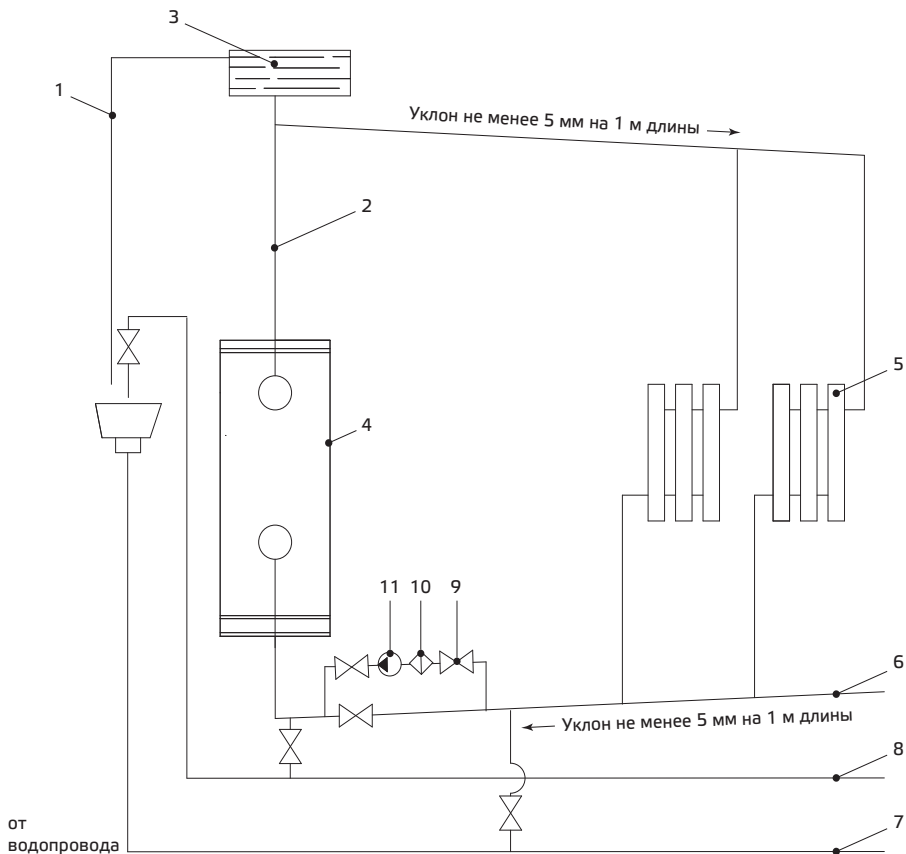 3
1
Уклон не менее 5 мм на 1 м длины
2
5
4
11 10 9
6
Уклон не менее 5 мм на 1 м длины
8
от
водопровода
7